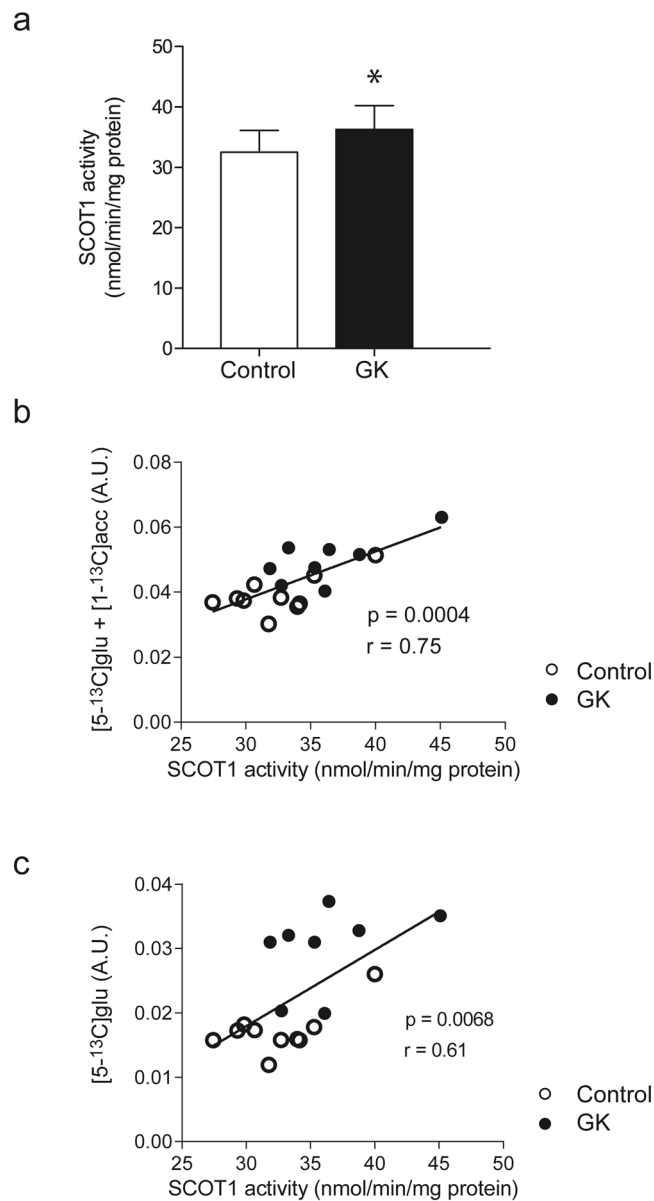 a
SCOT1 activity
(nmol/min/mg protein)
50
40
30
20
10
0
*
Control
GK
b
[5-¹³C]glu + [1-¹³C]acc (A.U.)
0.08
0.06
0.04
0.02
0.00
p = 0.0004
r = 0.75
Control
GK
25 30 35 40 45 50
SCOT1 activity (nmol/min/mg protein)
c
[5-¹³C]glu (A.U.)
0.04
0.03
0.02
0.01
0.00
p = 0.0068
r = 0.61
Control
GK
25 30 35 40 45 50
SCOT1 activity (nmol/min/mg protein)